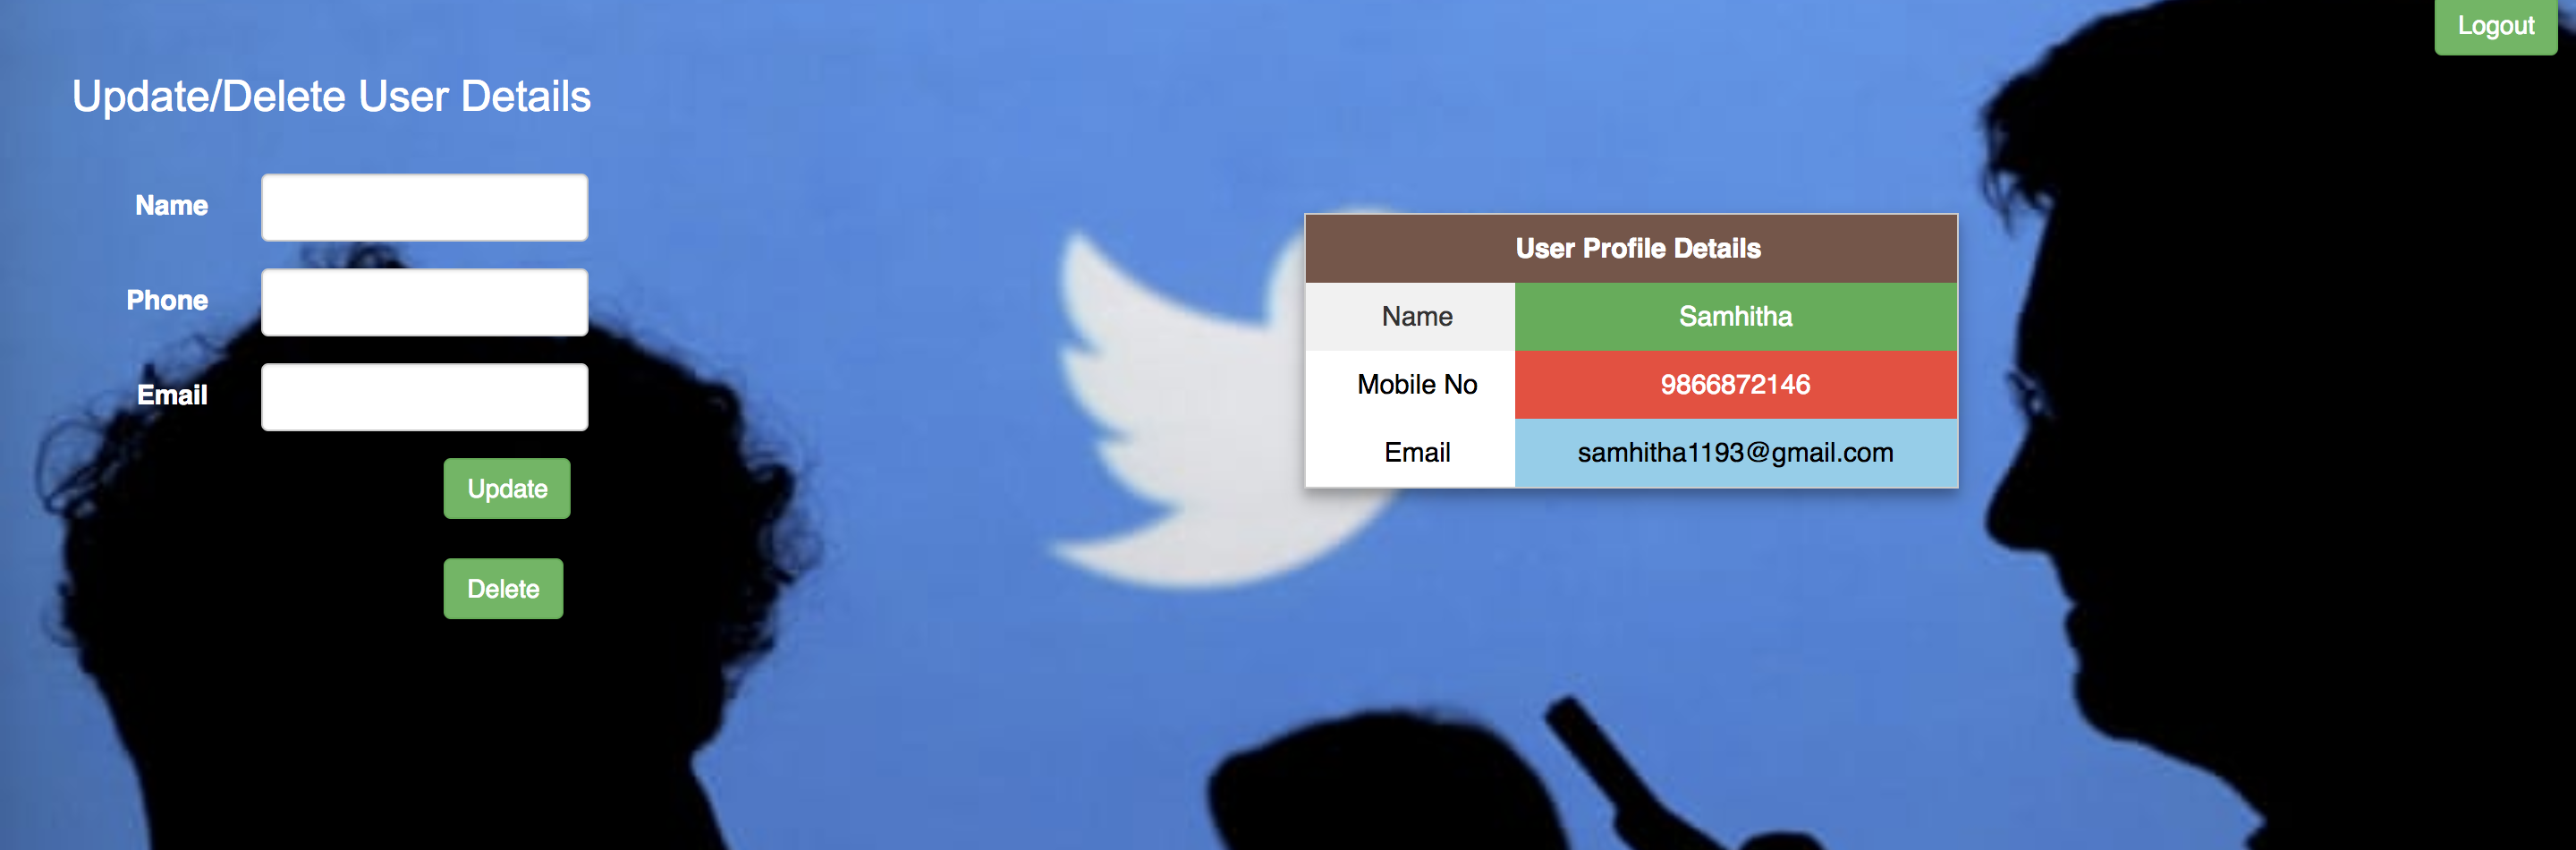 Logout
Update/Delete User Details
Name
Phone
Email
Update
Delete
User Profile Details
Name Samhitha
Mobile No 9866872146
Email samhitha1193@gmail.com